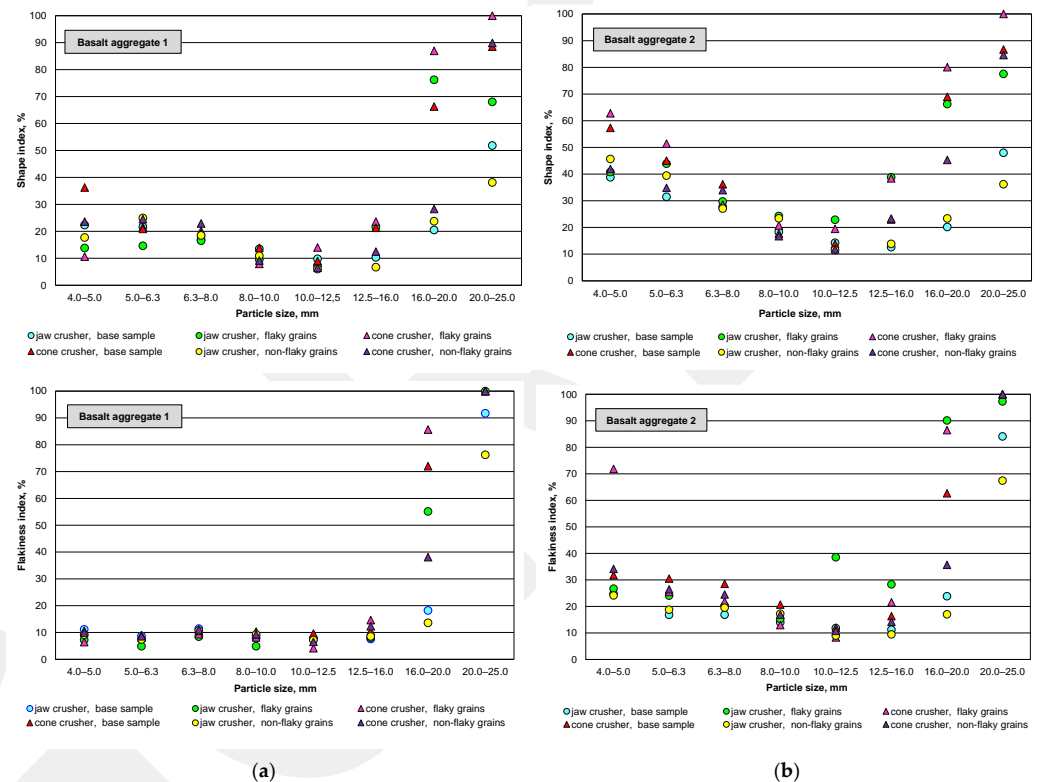 Basalt aggregate 1
Shape index, %
100
90
80
70
60
50
40
30
20
10
0
4.0–5.0 5.0–6.3 6.3–8.0 8.0–10.0 10.0–12,5 12.5–16.0 16.0–20.0 20.0–25.0
Particle size, mm
jaw crusher, base sample jaw crusher, flaky grains cone crusher, flaky grains
cone crusher, base sample jaw crusher, non-flaky grains cone crusher, non-flaky grains
Basalt aggregate 2
Shape index, %
100
90
80
70
60
50
40
30
20
10
0
4.0–5.0 5.0–6.3 6.3–8.0 8.0–10.0 10.0–12.5 12.5–16.0 16.0–20.0 20.0–25.0
Particle size, mm
jaw crusher, base sample jaw crusher, flaky grains cone crusher, flaky grains
cone crusher, base sample jaw crusher, non-flaky grains cone crusher, non-flaky grains
Basalt aggregate 1
Flakiness index, %
100
90
80
70
60
50
40
30
20
10
0
4.0–5.0 5.0–6.3 6.3–8.0 8.0–10.0 10.0–12.5 12.5–16.0 16.0–20.0 20.0–25.0
Particle size, mm
jaw crusher, base sample jaw crusher, flaky grains cone crusher, flaky grains
cone crusher, base sample jaw crusher, non-flaky grains cone crusher, non-flaky grains
Basalt aggregate 2
Flakiness index, %
100
90
80
70
60
50
40
30
20
10
0
4.0–5.0 5.0–6.3 6.3–8.0 8.0–10.0 10.0–12.5 12.5–16.0 16.0–20.0 20.0–25.0
Particle size, mm
jaw crusher, base sample jaw crusher, flaky grains cone crusher, flaky grains
cone crusher, base sample jaw crusher, non-flaky grains cone crusher, non-flaky grains
(a) (b)